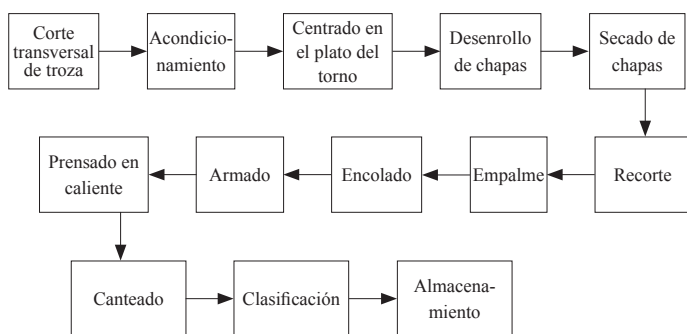 Corte
transversal
de troza
Acondicio-
namiento
Centrado en
el plato del
torno
Desenrollo
de chapas
Secado de
chapas
Recorte
Empalme
Encolado
Armado
Prensado en
caliente
Canteado
Clasificación
Almacena-
miento